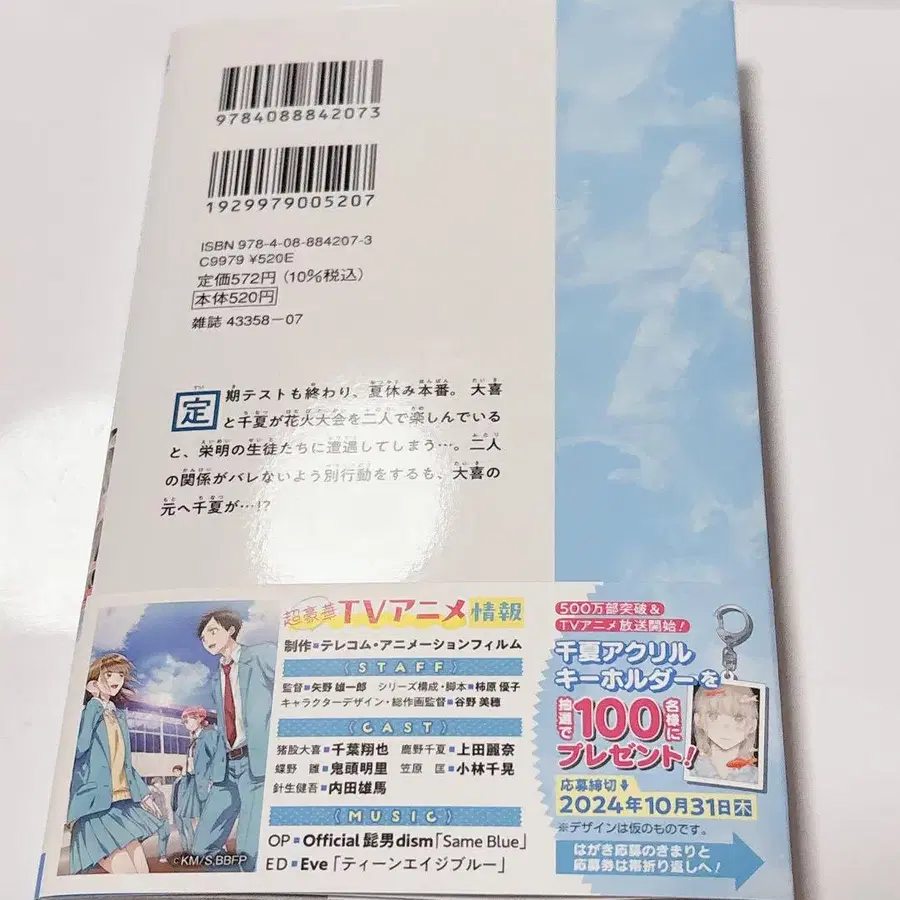 9784088842073
1929979005207
ISBN 978-4-08-884207-3
C9979 ¥520E
定価572円 (10%税込)
本体520円
雑誌 43358-07
定期テストも終わり、夏休み本番。大喜
と千夏が花火大会を二人で楽しんでいる
と、栄明の生徒たちに遭遇してしまう…。二人
の関係がバレないよう別行動をするも、大喜の
元へ千夏が…!?
超豪華TVアニメ情報
制作■テレコム・アニメーションフィルム
STAFF
監督■矢野 雄一郎 シリーズ構成・脚本■柿原 優子
キャラクターデザイン・総作画監督■谷野 美穂
CAST
猪股大喜■千葉翔也 鹿野千夏■上田麗奈
蝶野 雛■鬼頭明里 笠原 匡■小林千晃
針生健吾■内田雄馬
MUSIC
OP■Official髭男dism「Same Blue」
ED■Eve「ティーンエイジブルー」
©KM/S,BBFP
500万部突破&
TVアニメ放送開始!
千夏アクリル
キーホルダーを
抽選で100名様に
プレゼント!
応募締切
2024年10月31日木
※デザインは仮のものです。
はがき応募のきまりと
応募券は帯折り返しへ!